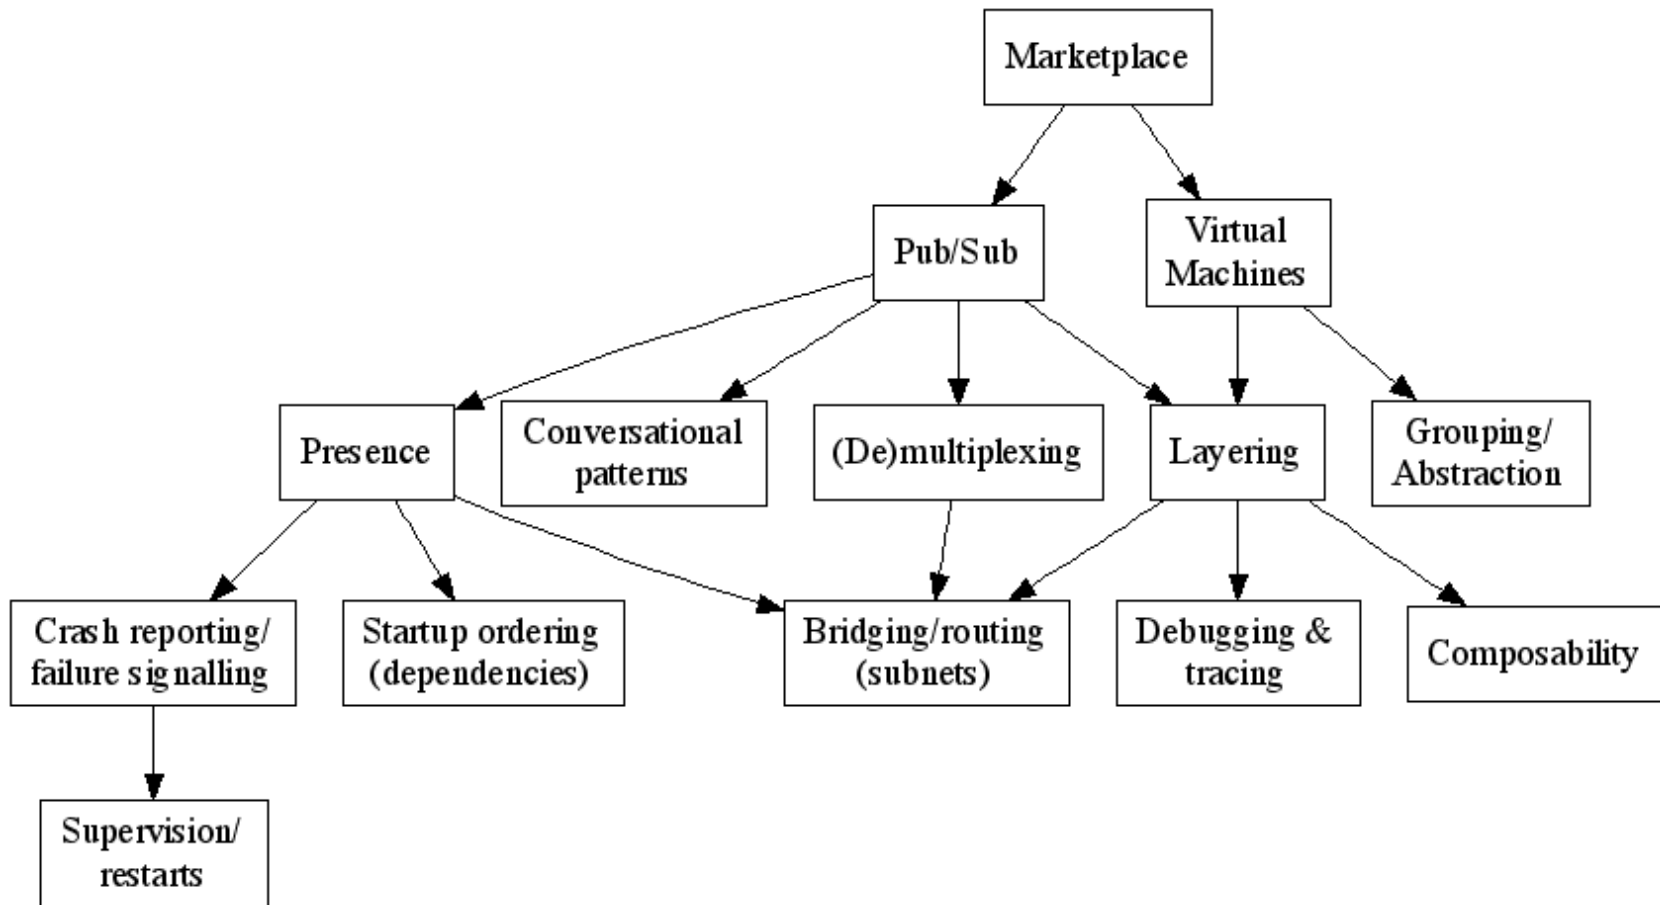 Marketplace
Pub/Sub
Virtual
Machines
Presence
Conversational
patterns
(De)multiplexing
Layering
Grouping/
Abstraction
Crash reporting/
failure signalling
Startup ordering
(dependencies)
Bridging/routing
(subnets)
Debugging &
tracing
Composability
Supervision/
restarts